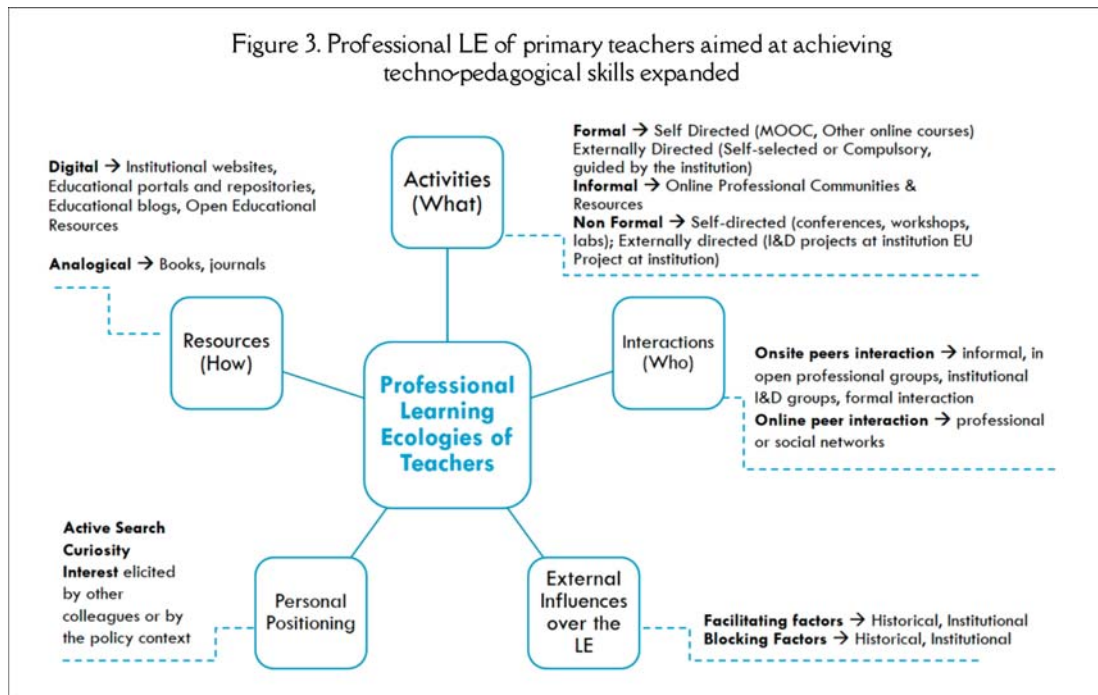 Figure 3. Professional LE of primary teachers aimed at achieving
techno-pedagogical skills expanded
Activities
(What)
Formal → Self Directed (MOOC, Other online courses)
Externally Directed (Self-selected or Compulsory,
guided by the institution)
Informal → Online Professional Communities &
Resources
Non Formal → Self-directed (conferences, workshops,
labs); Externally directed (I&D projects at institution EU
Project at institution)
Digital → Institutional websites,
Educational portals and repositories,
Educational blogs, Open Educational
Resources
Analogical → Books, journals
Resources
(How)
Interactions
(Who)
Onsite peers interaction → informal, in
open professional groups, institutional
I&D groups, formal interaction
Online peer interaction → professional
or social networks
Professional
Learning
Ecologies of
Teachers
Active Search
Curiosity
Interest elicited
by other
colleagues or by
the policy context
Personal
Positioning
External
Influences
over the
LE
Facilitating factors → Historical, Institutional
Blocking Factors → Historical, Institutional